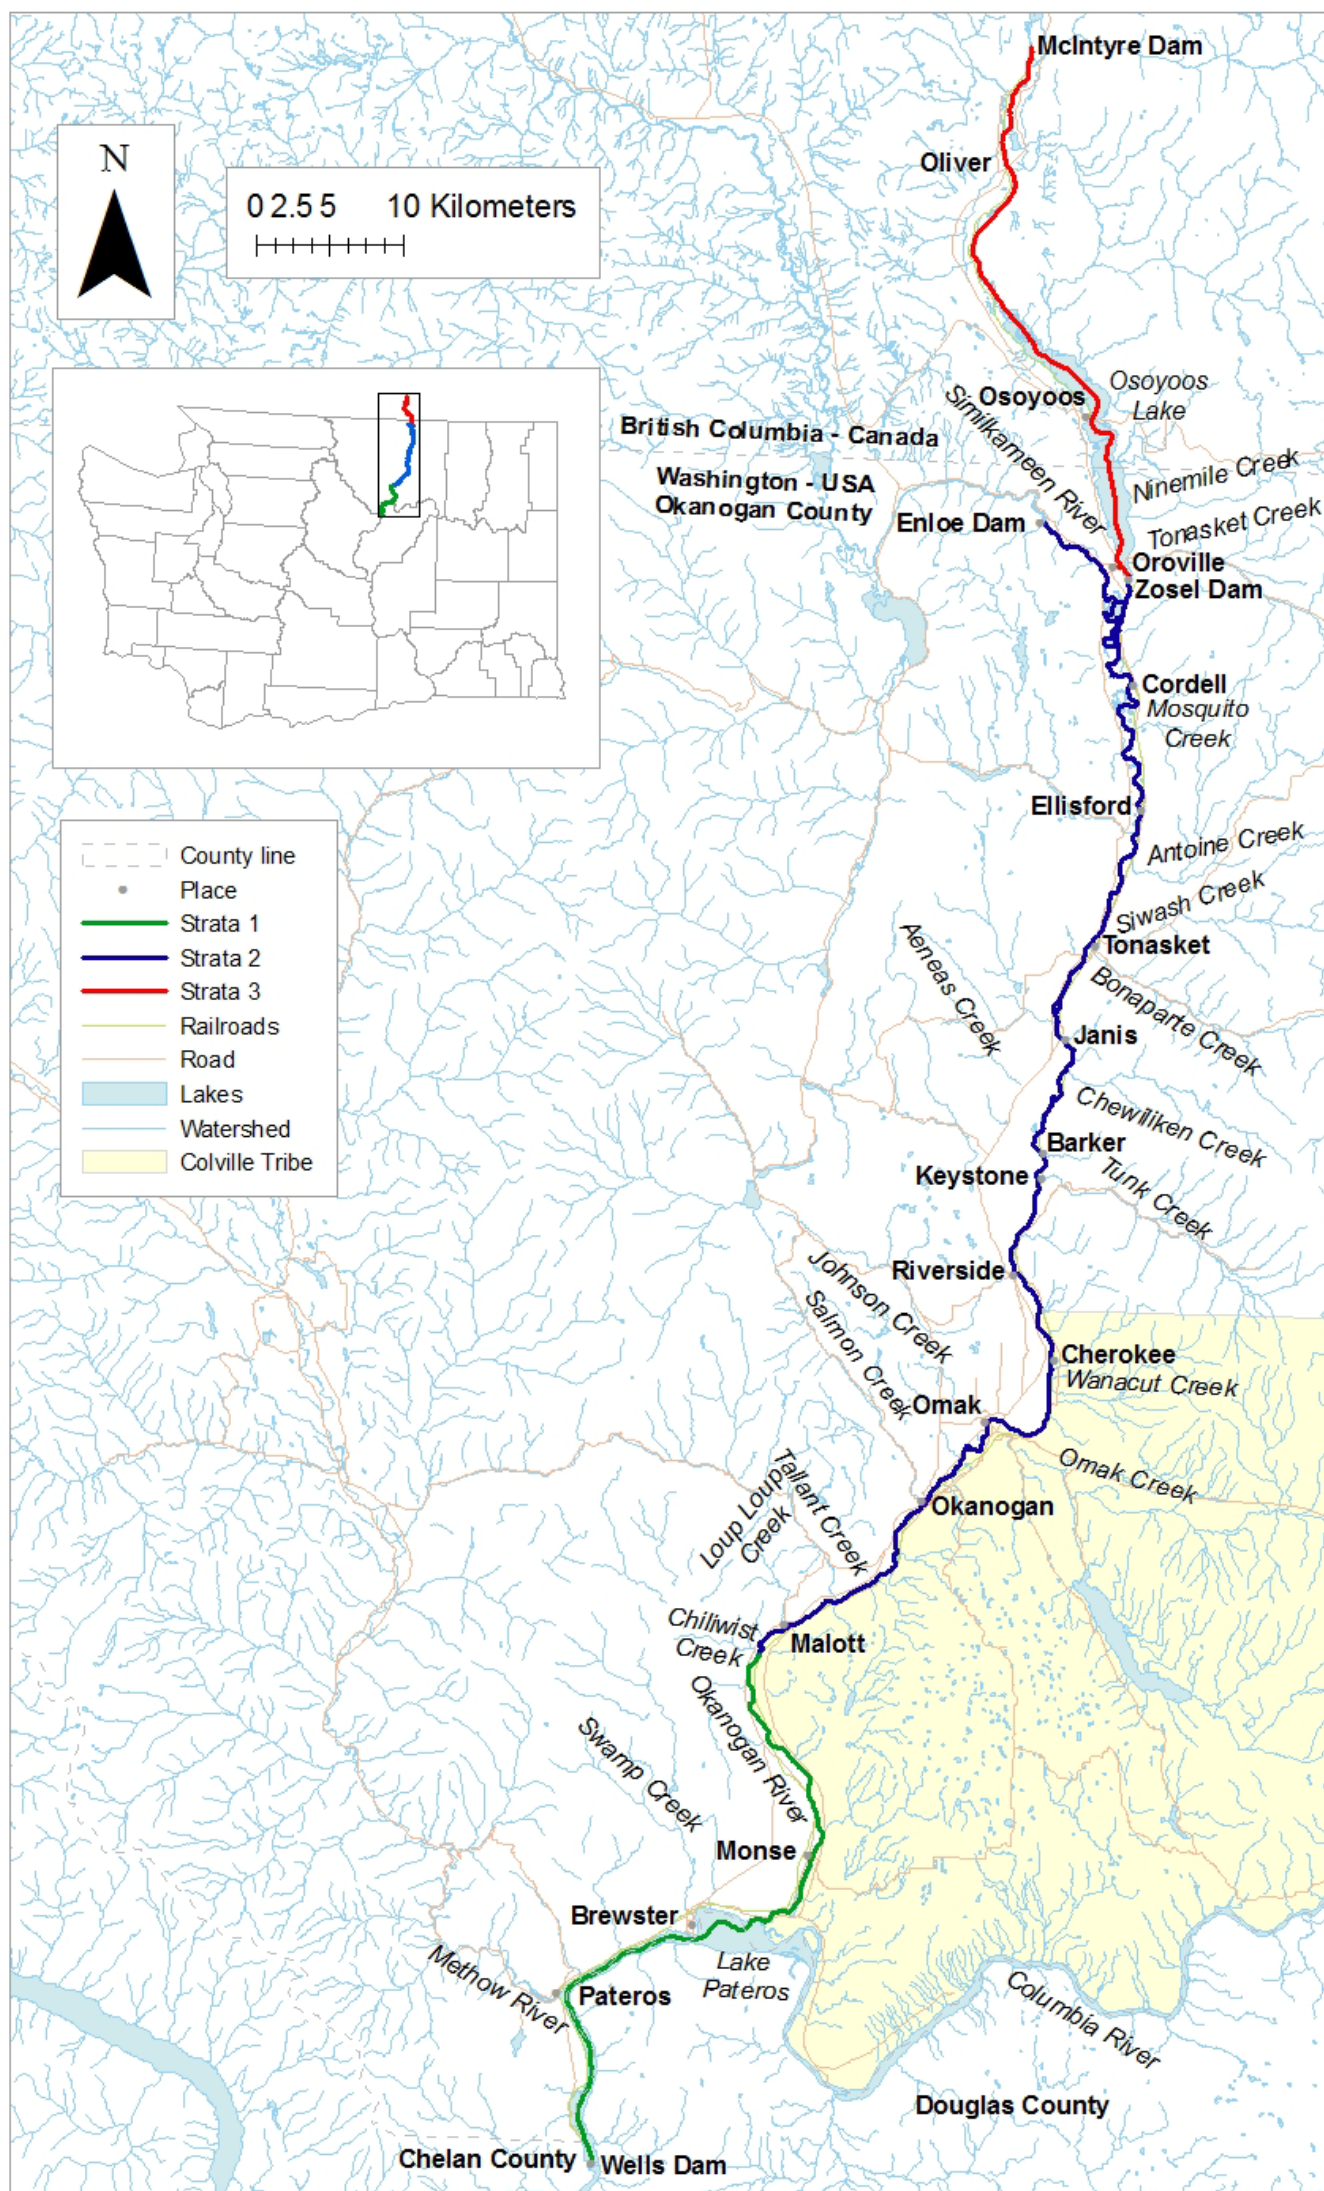 McIntyre Dam
N
0 2.5 5 10 Kilometers
Oliver
Osoyoos
Lake
Osoyoos
Similkameen River
British Columbia - Canada
Washington - USA
Okanogan County
Ninemile Creek
Enloe Dam
Tonasket Creek
Oroville
Zosel Dam
Cordell
Mosquito
Creek
Ellisford
Antoine Creek
Siwash Creek
Tonasket
Aeneas Creek
Bonaparte Creek
Janis
Chewiliken Creek
Barker
Keystone
Tunk Creek
County line
Place
Strata 1
Strata 2
Strata 3
Railroads
Road
Lakes
Watershed
Colville Tribe
Riverside
Johnson Creek
Salmon Creek
Cherokee
Wanacut Creek
Omak
Omak Creek
Okanogan
Tallant Creek
Loup Loup
Creek
Chiliwist
Creek
Malott
Okanogan River
Swamp Creek
Monse
Brewster
Lake
Pateros
Methow River
Pateros
Columbia River
Douglas County
Chelan County
Wells Dam